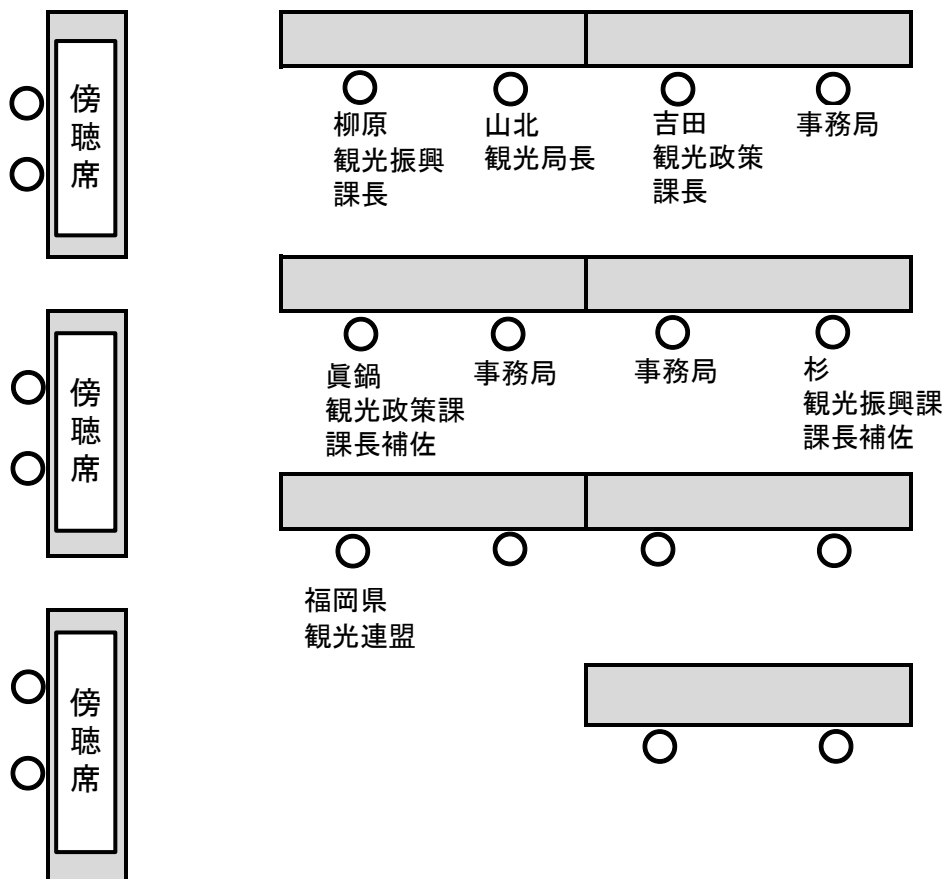 傍聴席
柳原
観光振興
課長
山北
観光局長
吉田
観光政策
課長
事務局
傍聴席
眞鍋
観光政策課
課長補佐
事務局
事務局
杉
観光振興課
課長補佐
福岡県
観光連盟
傍聴席